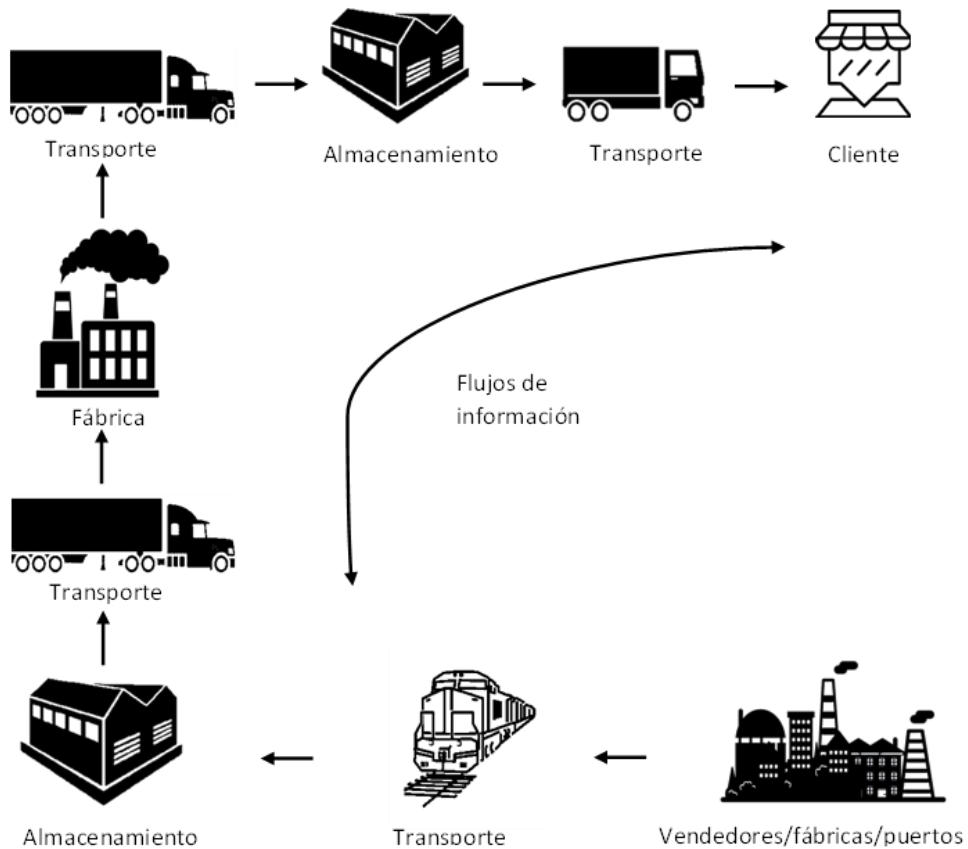 Transporte
Almacenamiento
Transporte
Cliente
Fábrica
Flujos de
información
Transporte
Almacenamiento
Transporte
Vendedores/fábricas/puertos